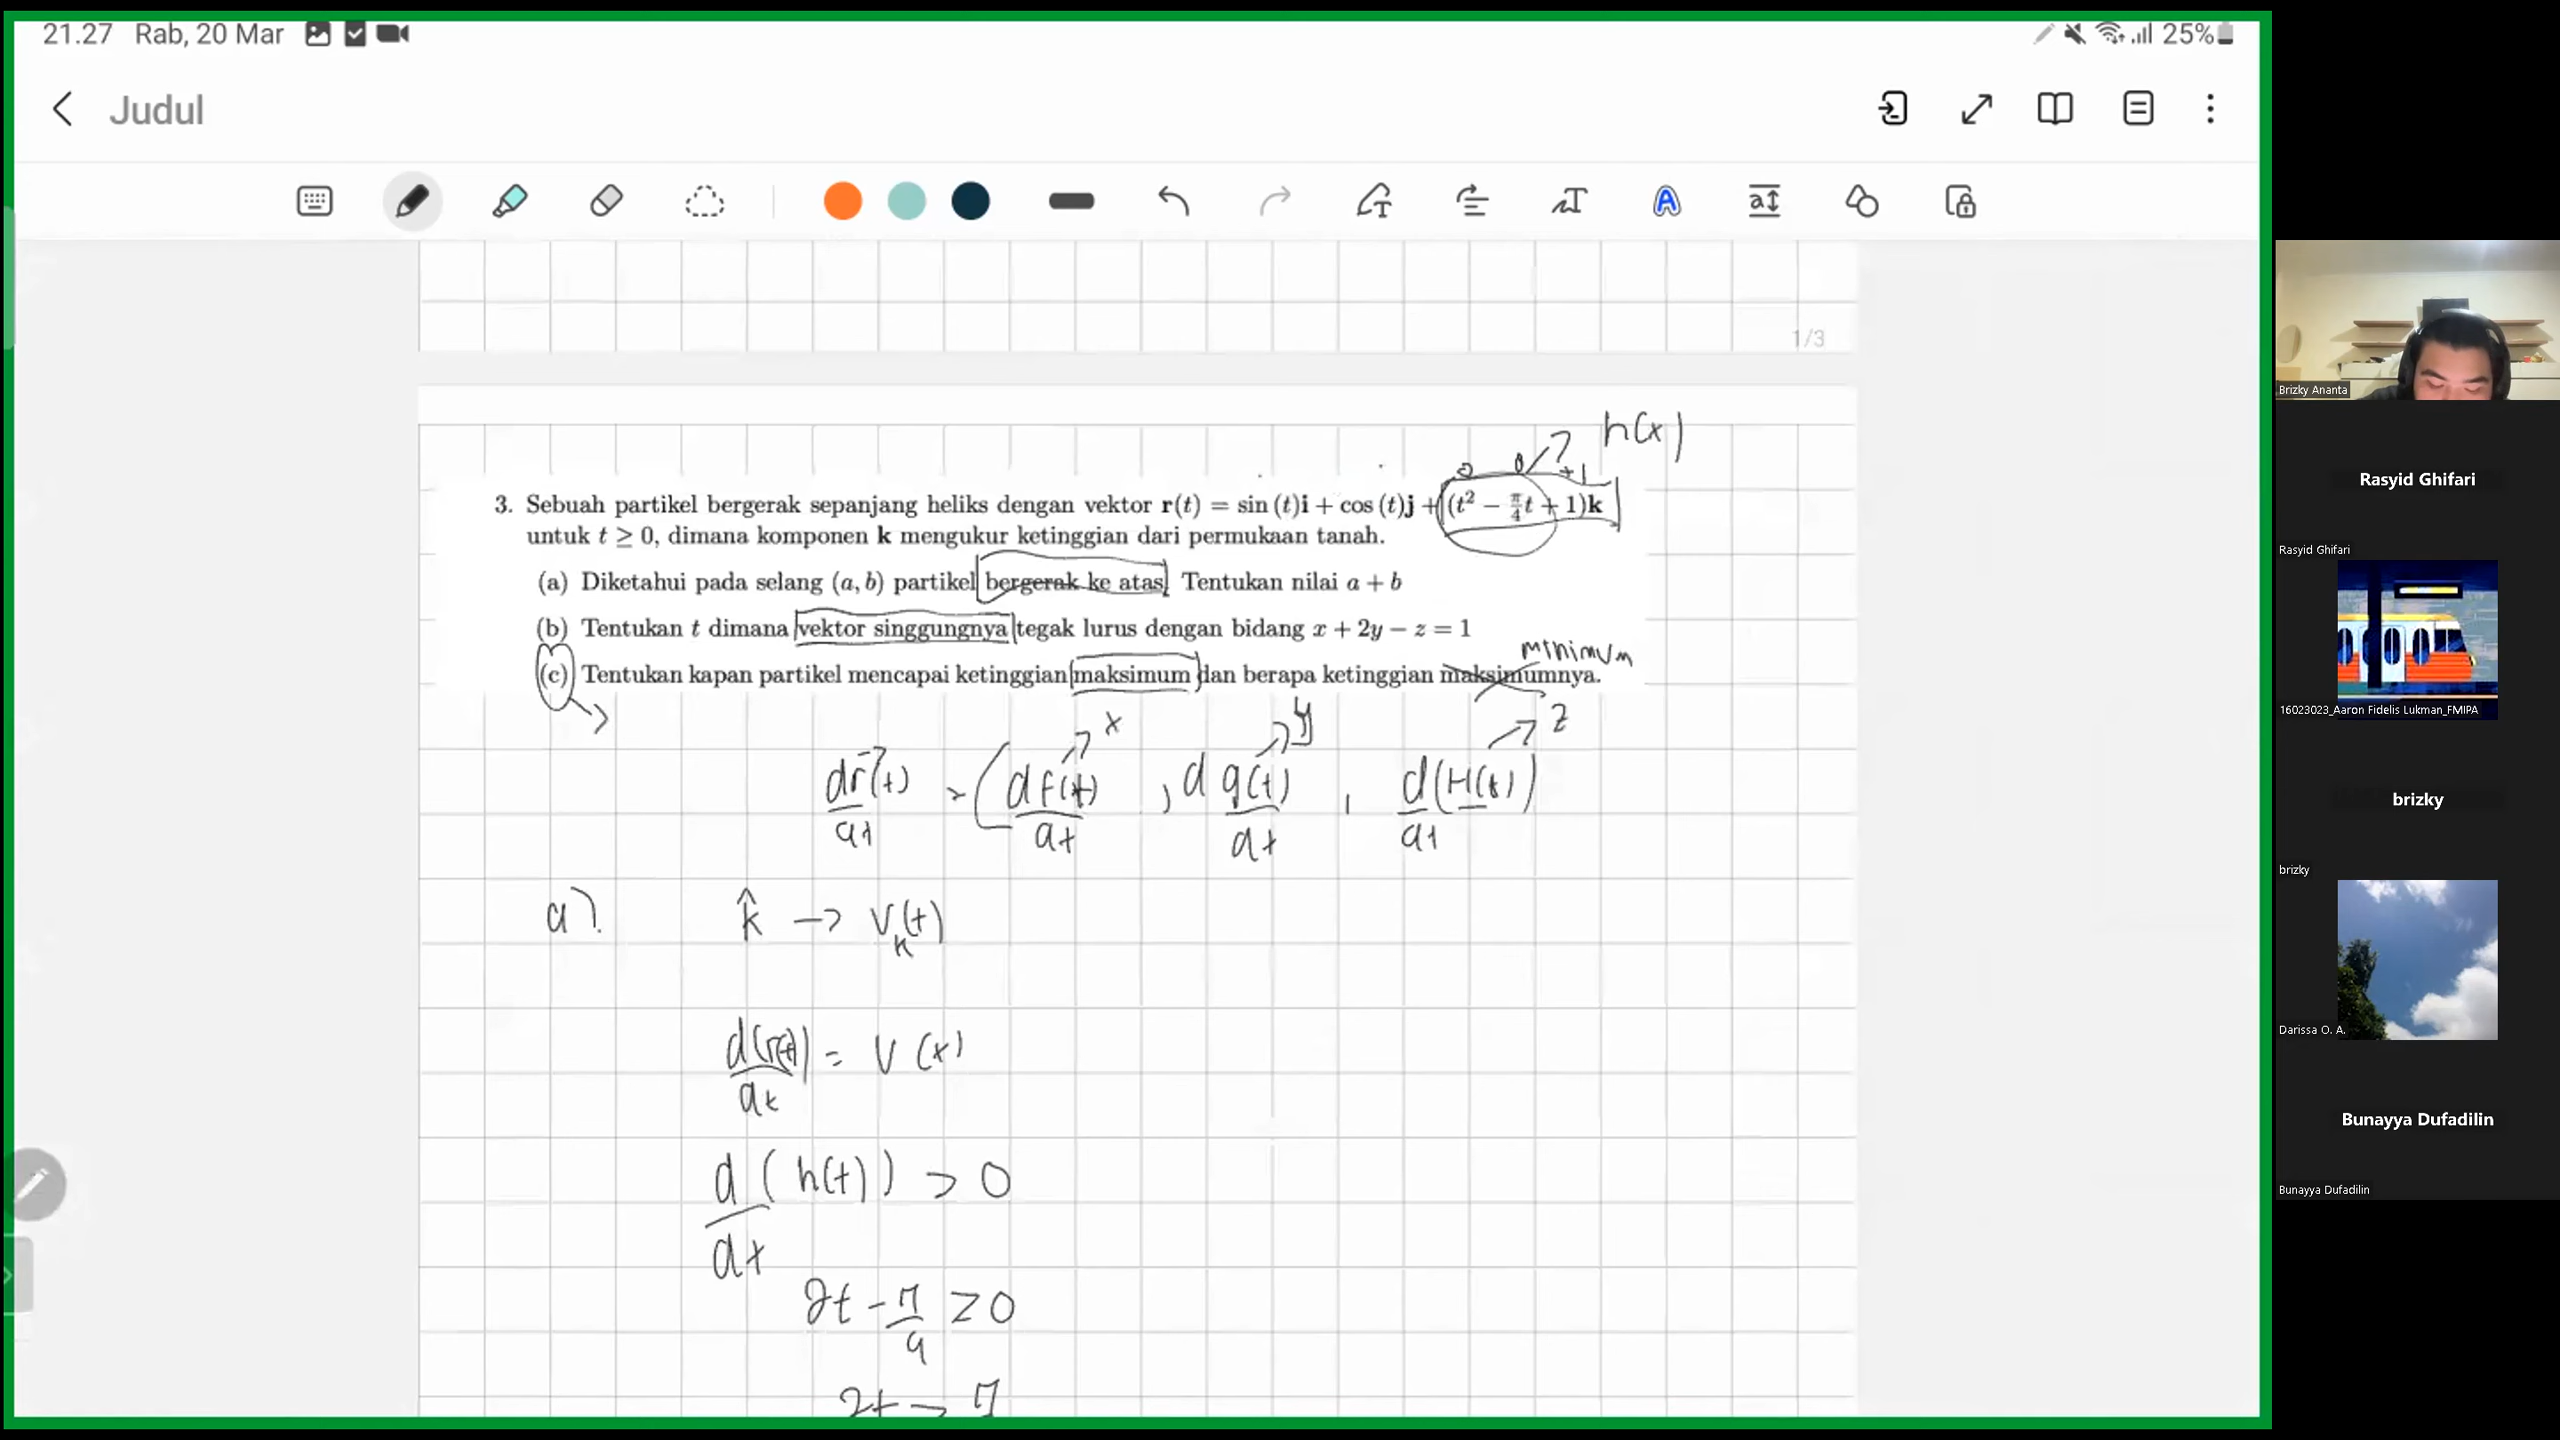 21.27 Rab, 20 Mar
25%
Judul
1/3
h(x)
0 0 +1
3. Sebuah partikel bergerak sepanjang heliks dengan vektor r(t) = sin (t)i + cos (t)j + (t² − π/4 t + 1)k
untuk t ≥ 0, dimana komponen k mengukur ketinggian dari permukaan tanah.
(a) Diketahui pada selang (a, b) partikel bergerak ke atas. Tentukan nilai a + b
(b) Tentukan t dimana vektor singgungnya tegak lurus dengan bidang x + 2y − z = 1
minimum
(c) Tentukan kapan partikel mencapai ketinggian maksimum dan berapa ketinggian maksimumnya.
x y z
dr(t)/dt = (df(t)/dt, dg(t)/dt, d(H(t))/dt
a). k̂ → V_k(t)
d(r(t))/dt = V(x)
d/dx (h(t)) > 0
2t − π/4 ≥ 0
Brizky Ananta
Rasyid Ghifari
Rasyid Ghifari
16023023_Aaron Fidelis Lukman_FMIPA
brizky
brizky
Darissa O. A.
Bunayya Dufadilin
Bunayya Dufadilin